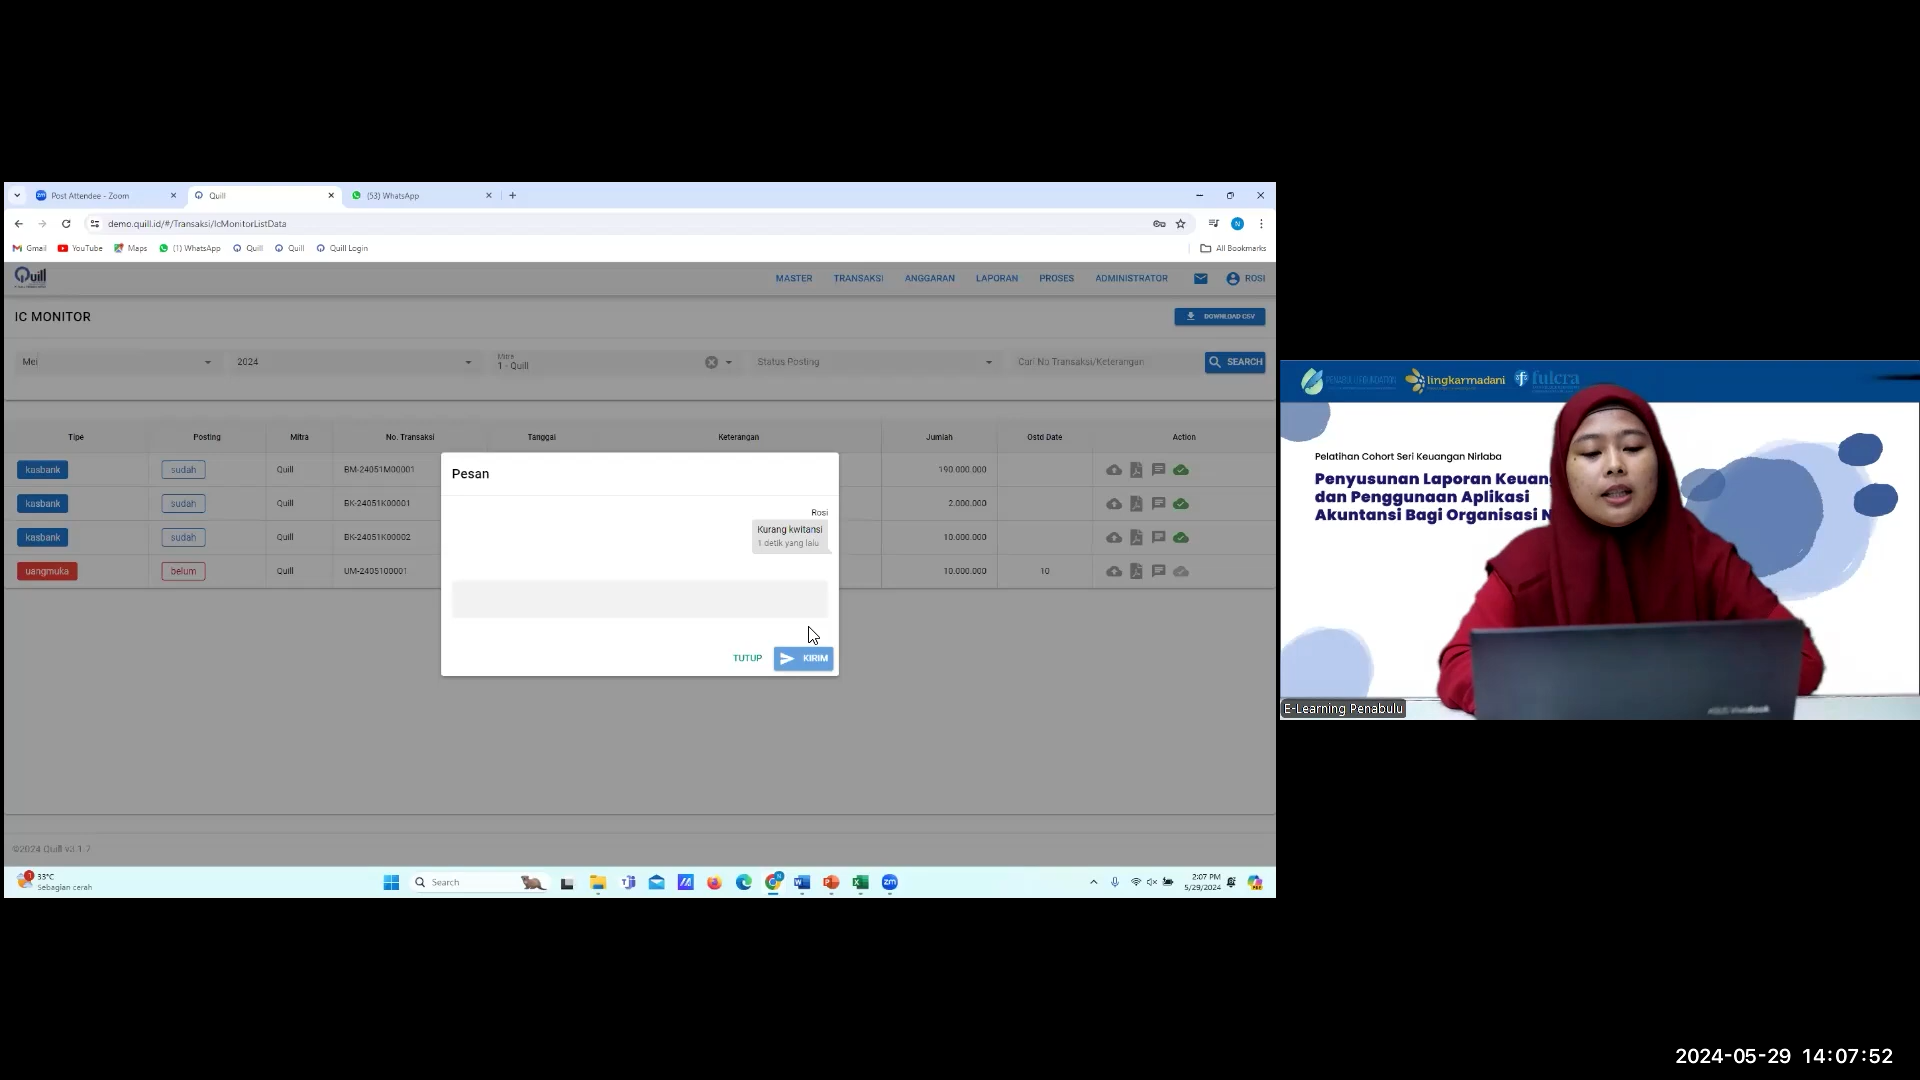 Post Attendee - Zoom
Quill
(53) WhatsApp
demo.quill.id/#/Transaksi/IcMonitorListData
Gmail
YouTube
Maps
(1) WhatsApp
Quill
Quill
Quill Login
All Bookmarks
Quill
MASTER
TRANSAKSI
ANGGARAN
LAPORAN
PROSES
ADMINISTRATOR
ROSI
IC MONITOR
DOWNLOAD CSV
Mei
2024
Mitra
1 - Quill
Status Posting
Cari No Transaksi/Keterangan
SEARCH
Tipe Posting Mitra No. Transaksi Tanggal Keterangan Jumlah Ostd Date Action
kasbank sudah Quill BM-24051M00001 190.000.000
kasbank sudah Quill BK-24051K00001 2.000.000
kasbank sudah Quill BK-24051K00002 10.000.000
uangmuka belum Quill UM-2405100001 10.000.000 10
Pesan
Rosi
Kurang kwitansi
1 detik yang lalu
TUTUP
KIRIM
©2024 Quill v3.1.7
33°C
Sebagian cerah
Search
2:07 PM
5/29/2024
PENABULU FOUNDATION
lingkarmadani
fulcra
Pelatihan Cohort Seri Keuangan Nirlaba
Penyusunan Laporan Keuang
dan Penggunaan Aplikasi
Akuntansi Bagi Organisasi N
ASUS VivoBook
E-Learning Penabulu
2024-05-29 14:07:52